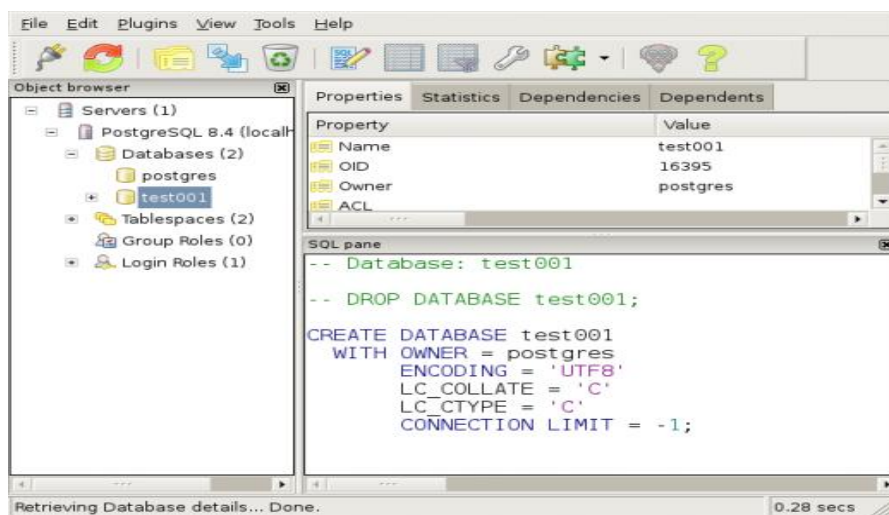 File Edit Plugins View Tools Help
SQL
Object browser
Servers (1)
PostgreSQL 8.4 (localh
Databases (2)
postgres
test001
Tablespaces (2)
Group Roles (0)
Login Roles (1)
Properties Statistics Dependencies Dependents
Property Value
Name test001
OID 16395
Owner postgres
ACL
SQL pane
-- Database: test001
-- DROP DATABASE test001;
CREATE DATABASE test001
WITH OWNER = postgres
ENCODING = 'UTF8'
LC_COLLATE = 'C'
LC_CTYPE = 'C'
CONNECTION LIMIT = -1;
Retrieving Database details... Done. 0.28 secs